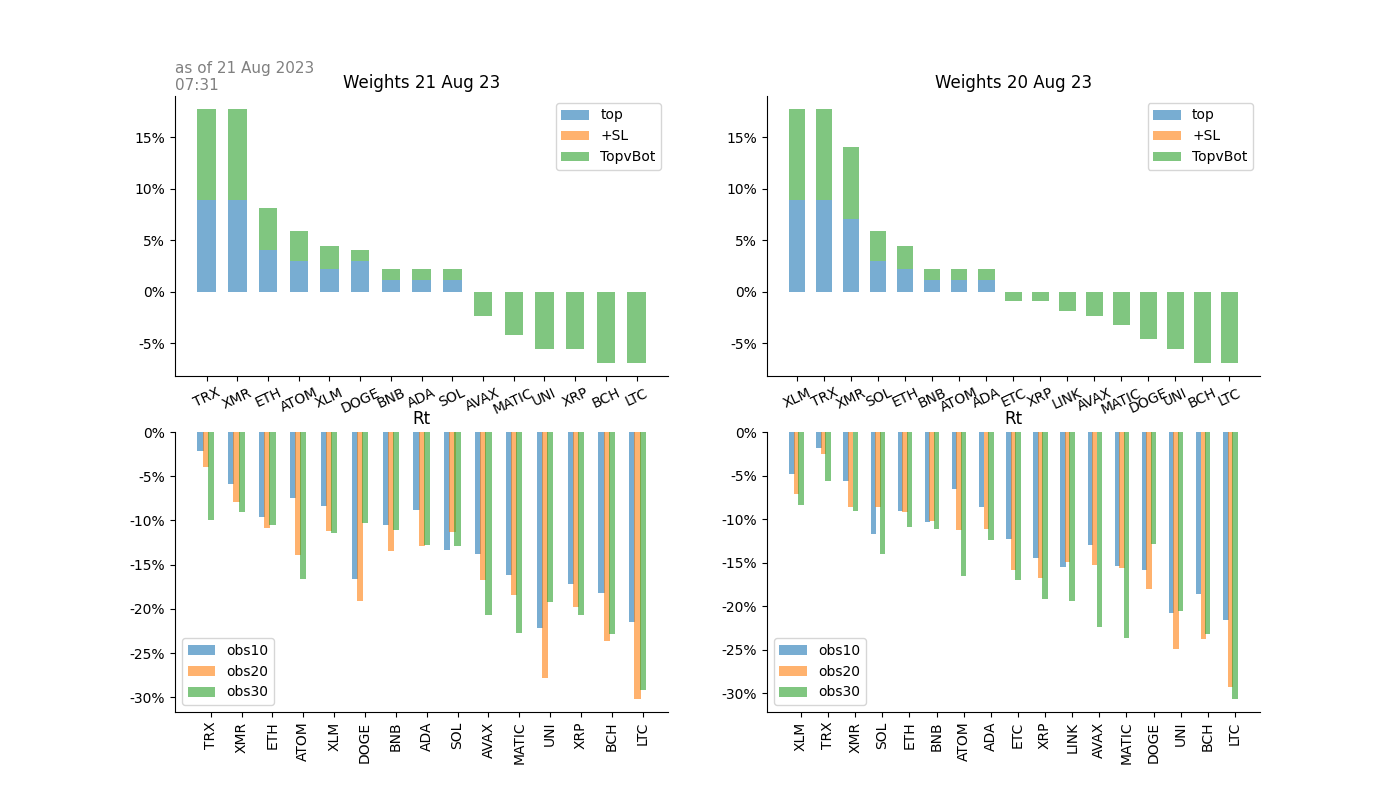 as of 21 Aug 2023
07:31
Weights 21 Aug 23
top
+SL
TopvBot
15%
10%
5%
0%
-5%
TRX XMR ETH ATOM XLM DOGE BNB ADA SOL AVAX MATIC UNI XRP BCH LTC
Weights 20 Aug 23
top
+SL
TopvBot
15%
10%
5%
0%
-5%
XLM TRX XMR SOL ETH BNB ATOM ADA ETC XRP LINK AVAX MATIC DOGE UNI BCH LTC
Rt
0%
-5%
-10%
-15%
-20%
-25%
-30%
obs10
obs20
obs30
TRX XMR ETH ATOM XLM DOGE BNB ADA SOL AVAX MATIC UNI XRP BCH LTC
Rt
0%
-5%
-10%
-15%
-20%
-25%
-30%
obs10
obs20
obs30
XLM TRX XMR SOL ETH BNB ATOM ADA ETC XRP LINK AVAX MATIC DOGE UNI BCH LTC